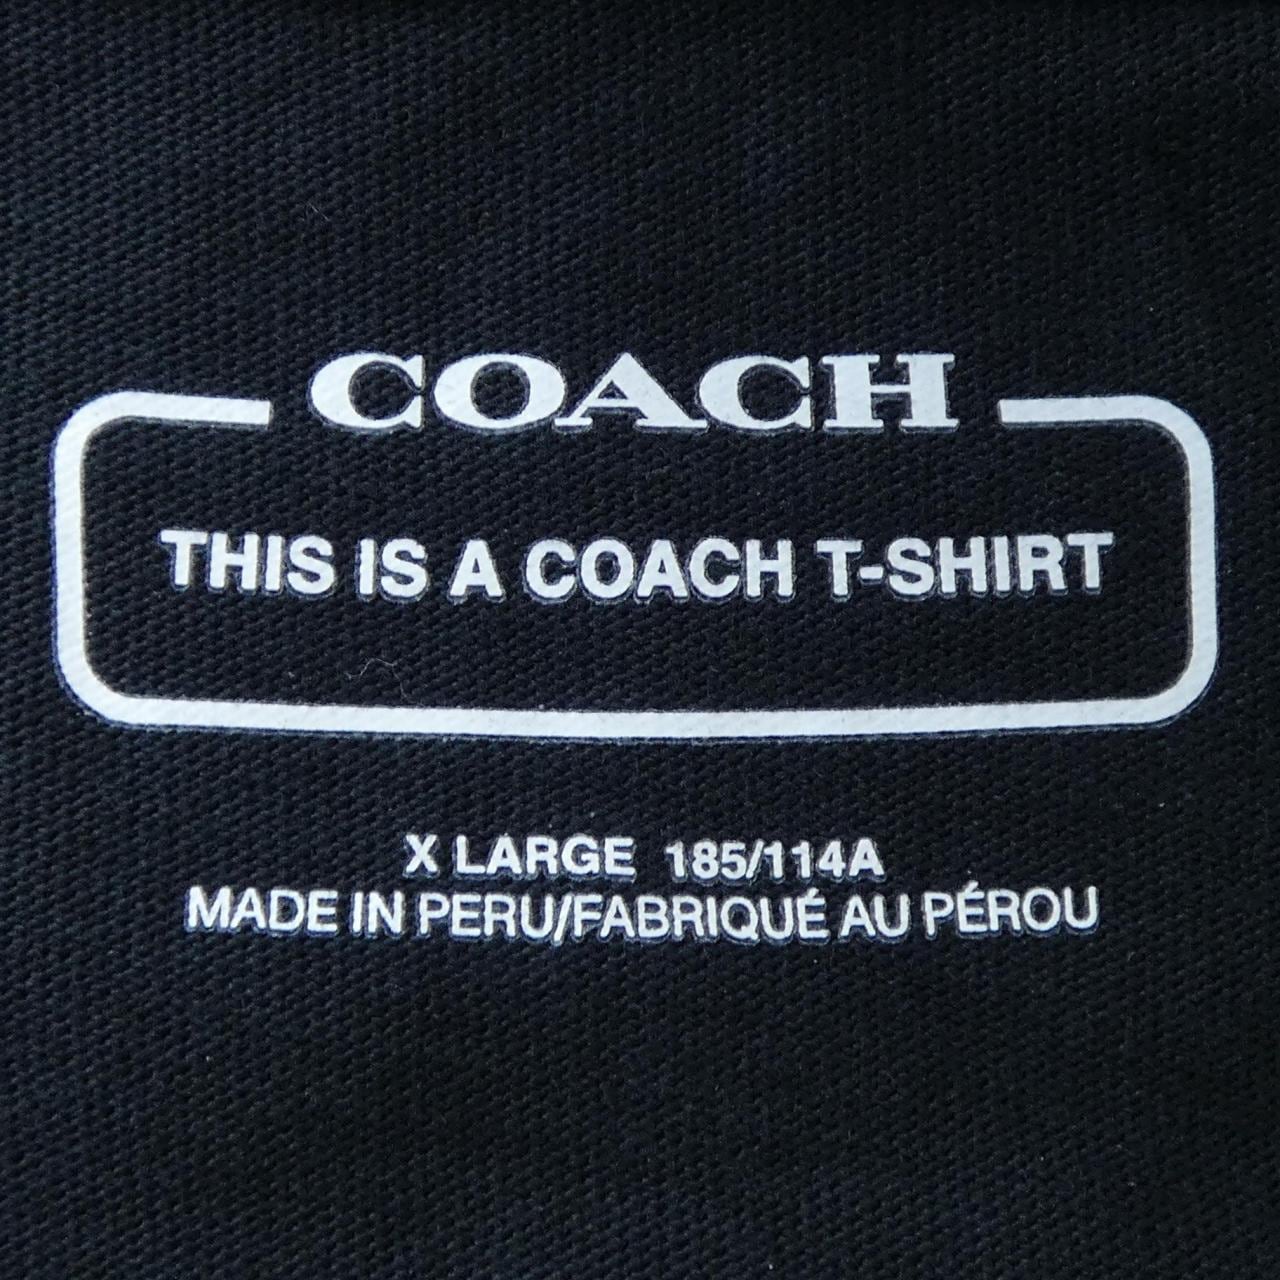 COACH
THIS IS A COACH T-SHIRT
X LARGE 185/114A
MADE IN PERU/FABRIQUÉ AU PÉROU